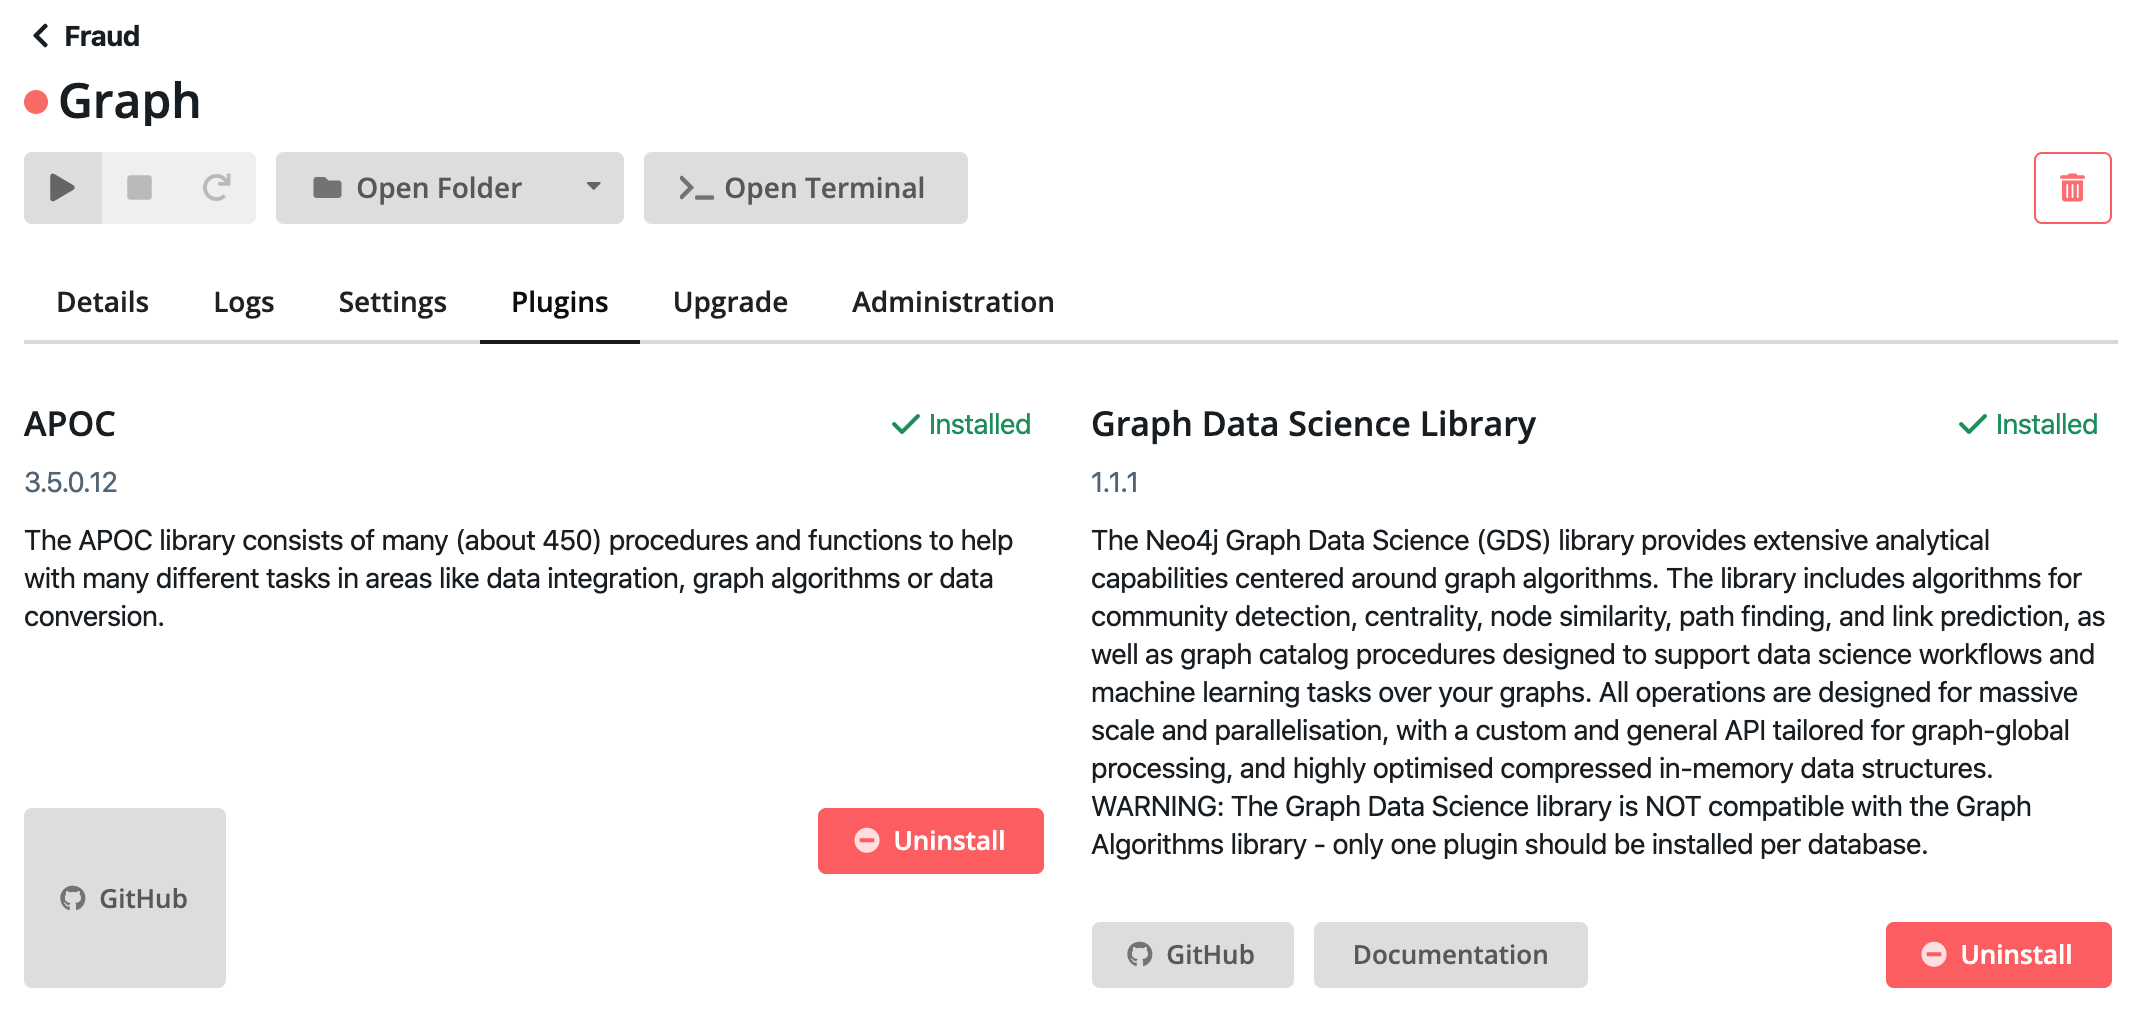 Fraud
Graph
Open Folder
Open Terminal
Details Logs Settings Plugins Upgrade Administration
APOC
Installed
3.5.0.12
The APOC library consists of many (about 450) procedures and functions to help
with many different tasks in areas like data integration, graph algorithms or data
conversion.
GitHub
Uninstall
Graph Data Science Library
Installed
1.1.1
The Neo4j Graph Data Science (GDS) library provides extensive analytical
capabilities centered around graph algorithms. The library includes algorithms for
community detection, centrality, node similarity, path finding, and link prediction, as
well as graph catalog procedures designed to support data science workflows and
machine learning tasks over your graphs. All operations are designed for massive
scale and parallelisation, with a custom and general API tailored for graph-global
processing, and highly optimised compressed in-memory data structures.
WARNING: The Graph Data Science library is NOT compatible with the Graph
Algorithms library - only one plugin should be installed per database.
GitHub
Documentation
Uninstall